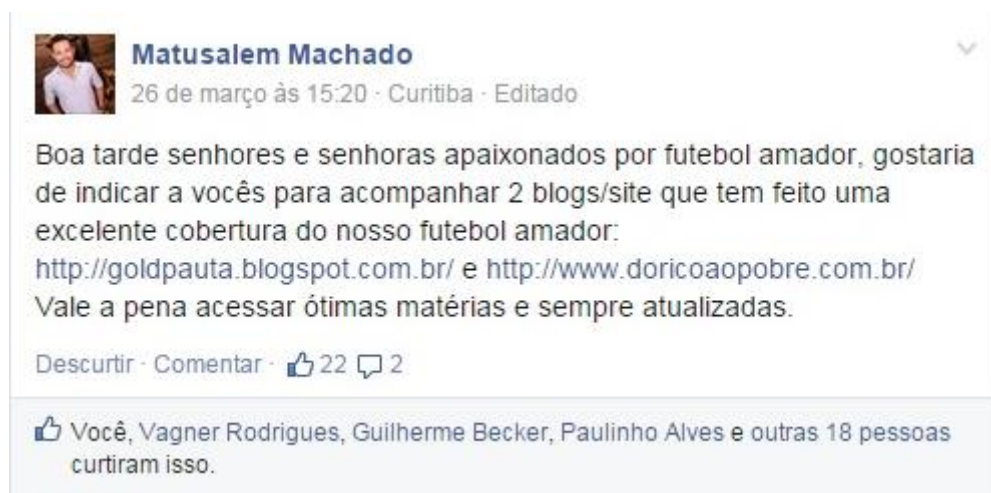 Matusalem Machado
26 de março às 15:20 · Curitiba · Editado
Boa tarde senhores e senhoras apaixonados por futebol amador, gostaria
de indicar a vocês para acompanhar 2 blogs/site que tem feito uma
excelente cobertura do nosso futebol amador:
http://goldpauta.blogspot.com.br/ e http://www.doricoaopobre.com.br/
Vale a pena acessar ótimas matérias e sempre atualizadas.
Descurtir · Comentar · 22 2
Você, Vagner Rodrigues, Guilherme Becker, Paulinho Alves e outras 18 pessoas
curtiram isso.